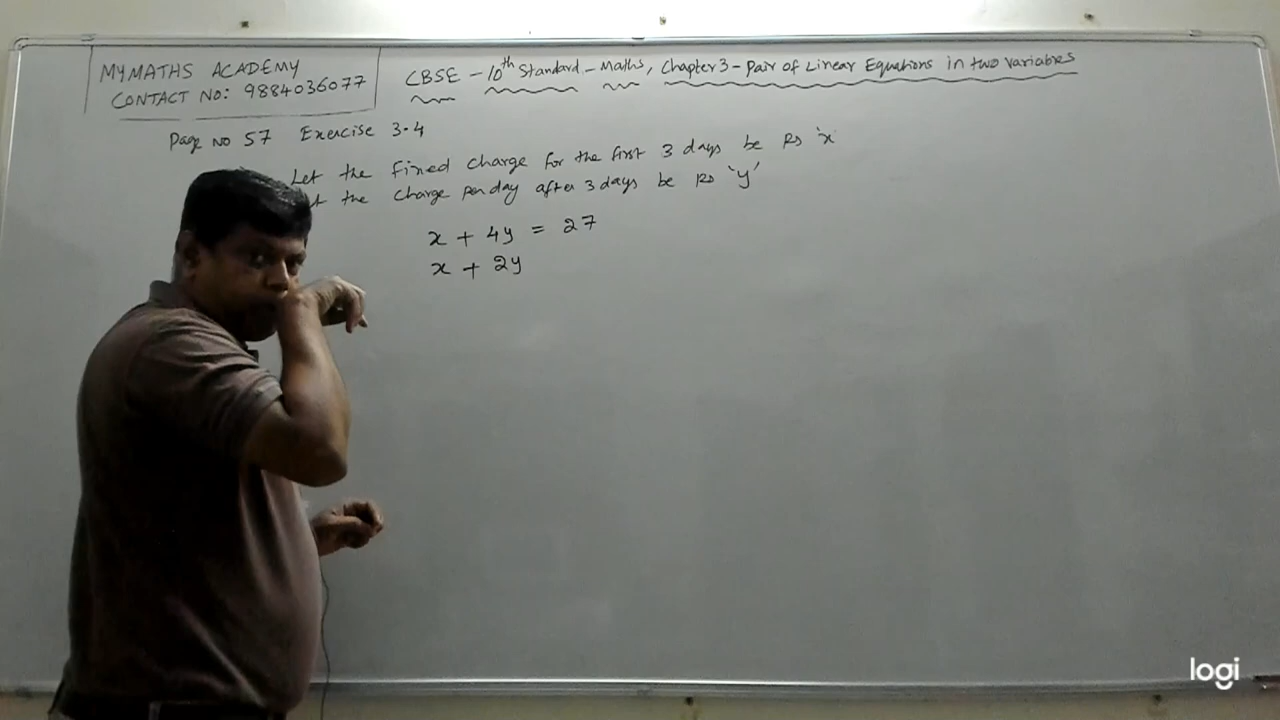 MYMATHS ACADEMY
CONTACT NO: 9884036077
CBSE - 10th Standard - Maths, Chapter 3 - Pair of Linear Equations in two variables
Page No 57 Exercise 3.4
Let the fixed charge for the first 3 days be Rs 'x'
the charge per day after 3 days be Rs 'y'
x + 4y = 27
x + 2y
logi